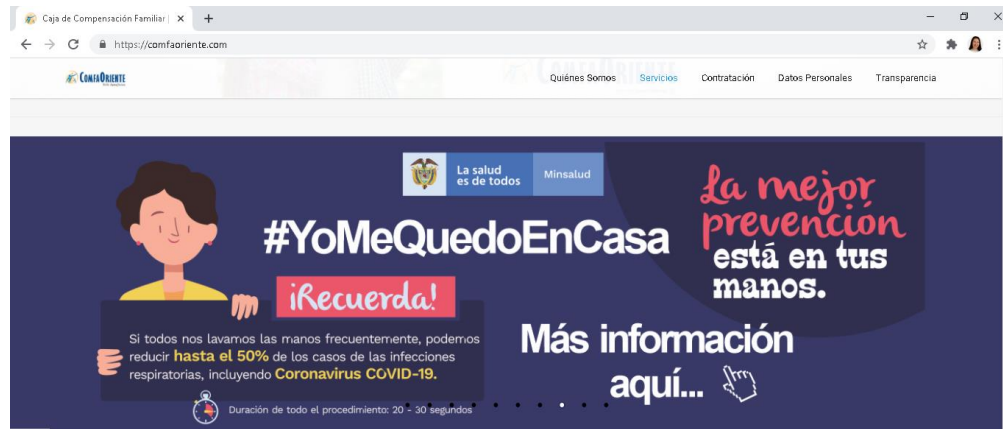 Caja de Compensación Familiar |
https://comfaoriente.com
COMFAORIENTE
Quiénes Somos Servicios Contratación Datos Personales Transparencia
La salud
es de todos
Minsalud
#YoMeQuedoEnCasa
¡Recuerda!
Si todos nos lavamos las manos frecuentemente, podemos
reducir hasta el 50% de los casos de las infecciones
respiratorias, incluyendo Coronavirus COVID-19.
Duración de todo el procedimiento: 20 - 30 segundos
La mejor
prevención
está en tus
manos.
Más información
aquí...